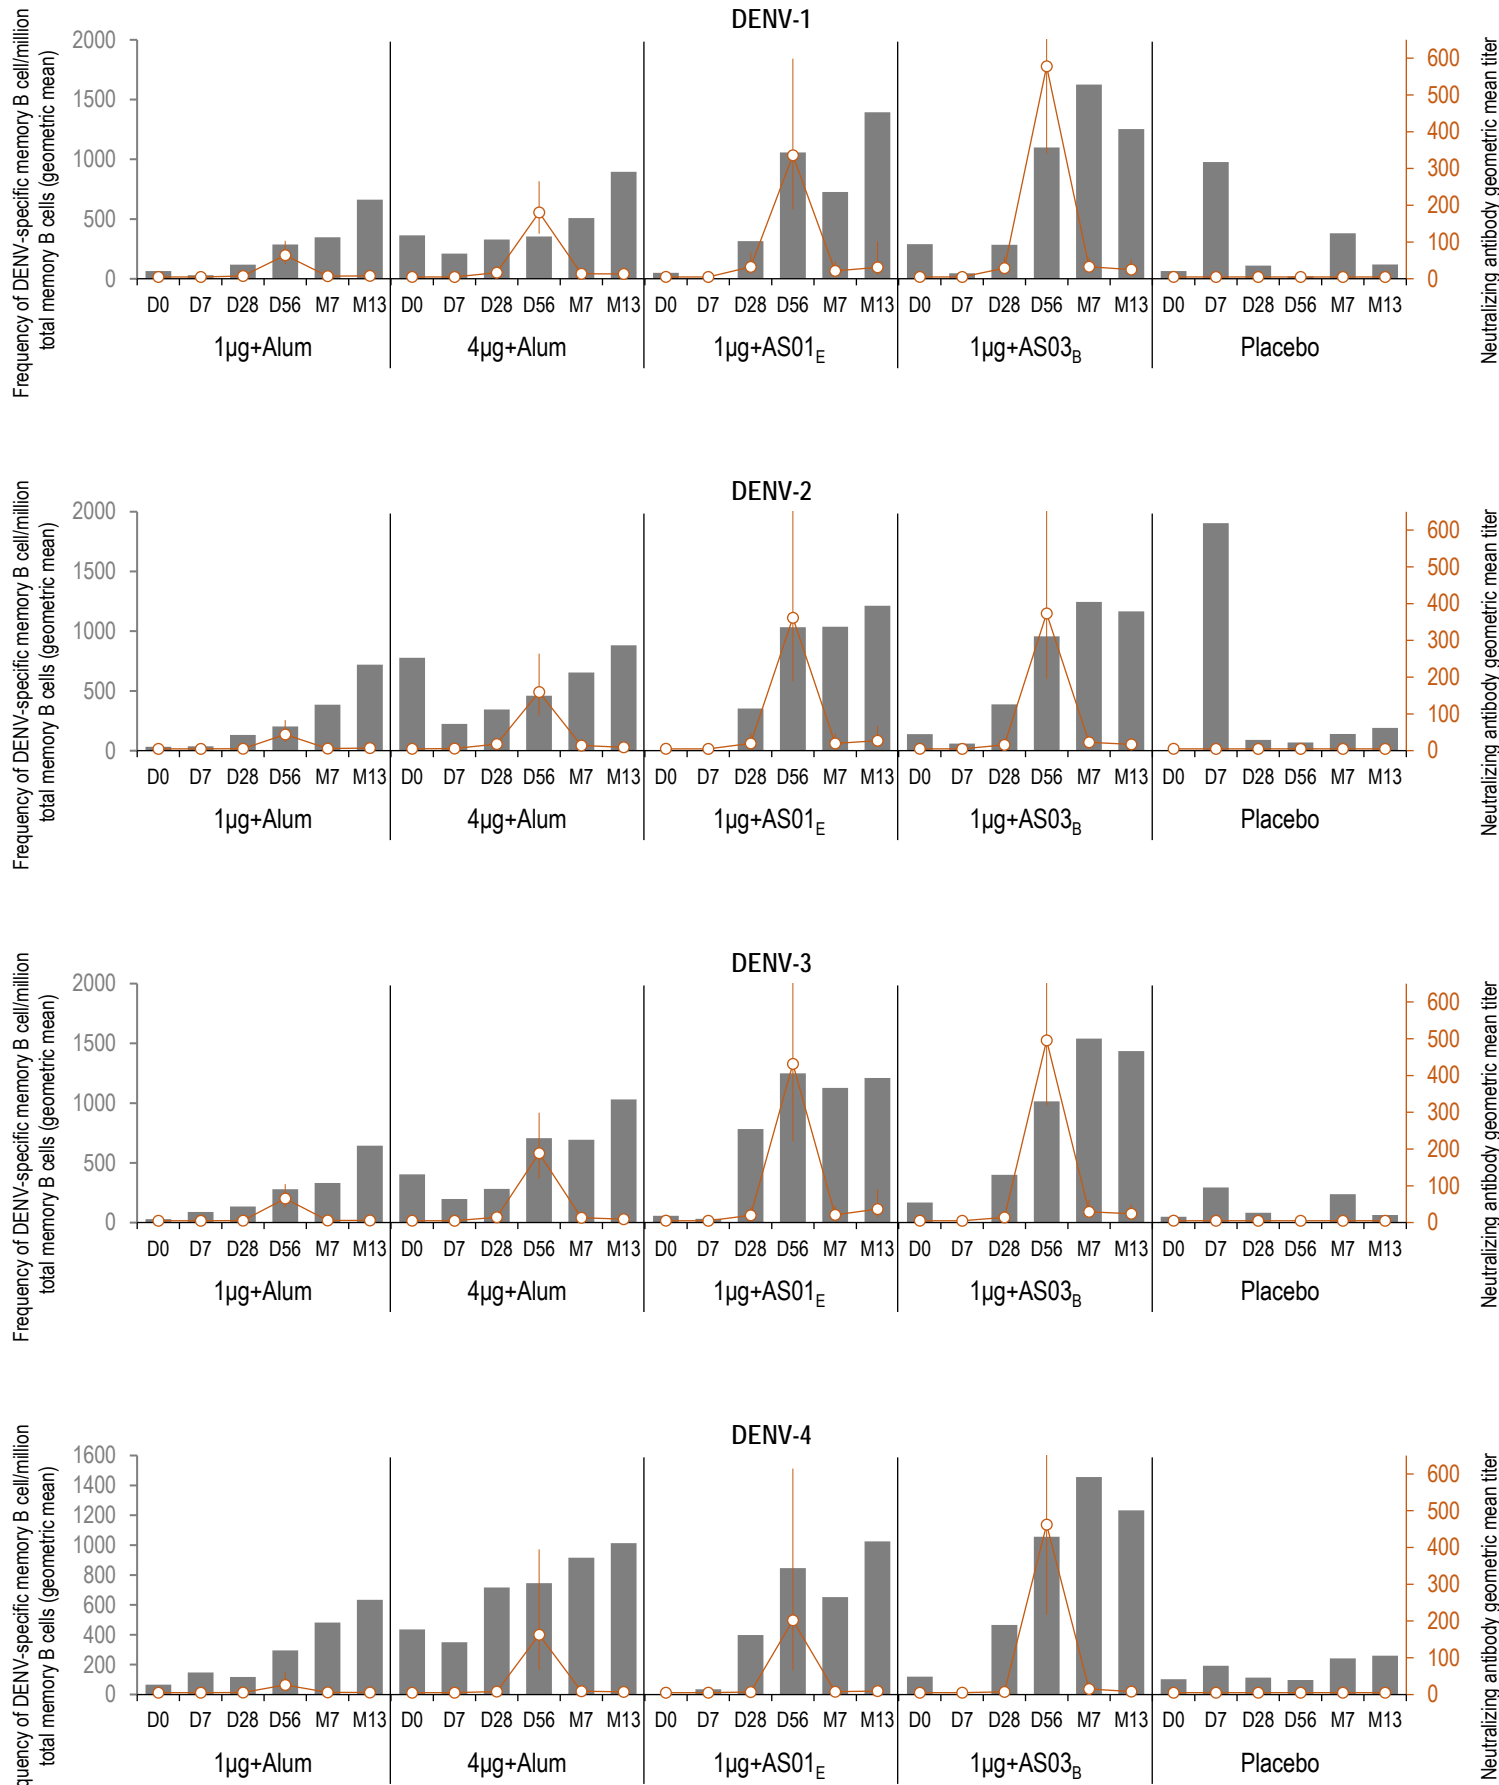 DENV-1
Frequency of DENV-specific memory B cell/million
total memory B cells (geometric mean)
2000
1500
1000
500
0
600
500
400
300
200
100
0
Neutralizing antibody geometric mean titer
D0 D7 D28 D56 M7 M13 D0 D7 D28 D56 M7 M13 D0 D7 D28 D56 M7 M13 D0 D7 D28 D56 M7 M13 D0 D7 D28 D56 M7 M13
1µg+Alum 4µg+Alum 1µg+AS01E 1µg+AS03B Placebo
DENV-2
Frequency of DENV-specific memory B cell/million
total memory B cells (geometric mean)
2000
1500
1000
500
0
600
500
400
300
200
100
0
Neutralizing antibody geometric mean titer
D0 D7 D28 D56 M7 M13 D0 D7 D28 D56 M7 M13 D0 D7 D28 D56 M7 M13 D0 D7 D28 D56 M7 M13 D0 D7 D28 D56 M7 M13
1µg+Alum 4µg+Alum 1µg+AS01E 1µg+AS03B Placebo
DENV-3
Frequency of DENV-specific memory B cell/million
total memory B cells (geometric mean)
2000
1500
1000
500
0
600
500
400
300
200
100
0
Neutralizing antibody geometric mean titer
D0 D7 D28 D56 M7 M13 D0 D7 D28 D56 M7 M13 D0 D7 D28 D56 M7 M13 D0 D7 D28 D56 M7 M13 D0 D7 D28 D56 M7 M13
1µg+Alum 4µg+Alum 1µg+AS01E 1µg+AS03B Placebo
DENV-4
quency of DENV-specific memory B cell/million
total memory B cells (geometric mean)
1600
1400
1200
1000
800
600
400
200
0
600
500
400
300
200
100
0
Neutralizing antibody geometric mean titer
D0 D7 D28 D56 M7 M13 D0 D7 D28 D56 M7 M13 D0 D7 D28 D56 M7 M13 D0 D7 D28 D56 M7 M13 D0 D7 D28 D56 M7 M13
1µg+Alum 4µg+Alum 1µg+AS01E 1µg+AS03B Placebo